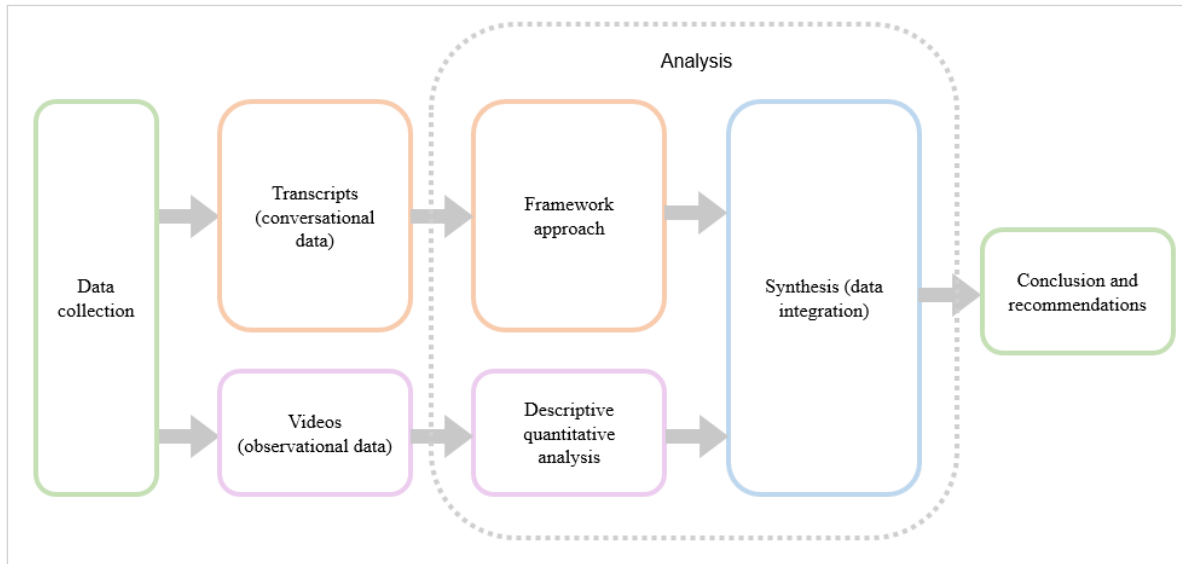 Analysis
Data
collection
Transcripts
(conversational
data)
Framework
approach
Synthesis (data
integration)
Conclusion and
recommendations
Videos
(observational data)
Descriptive
quantitative
analysis